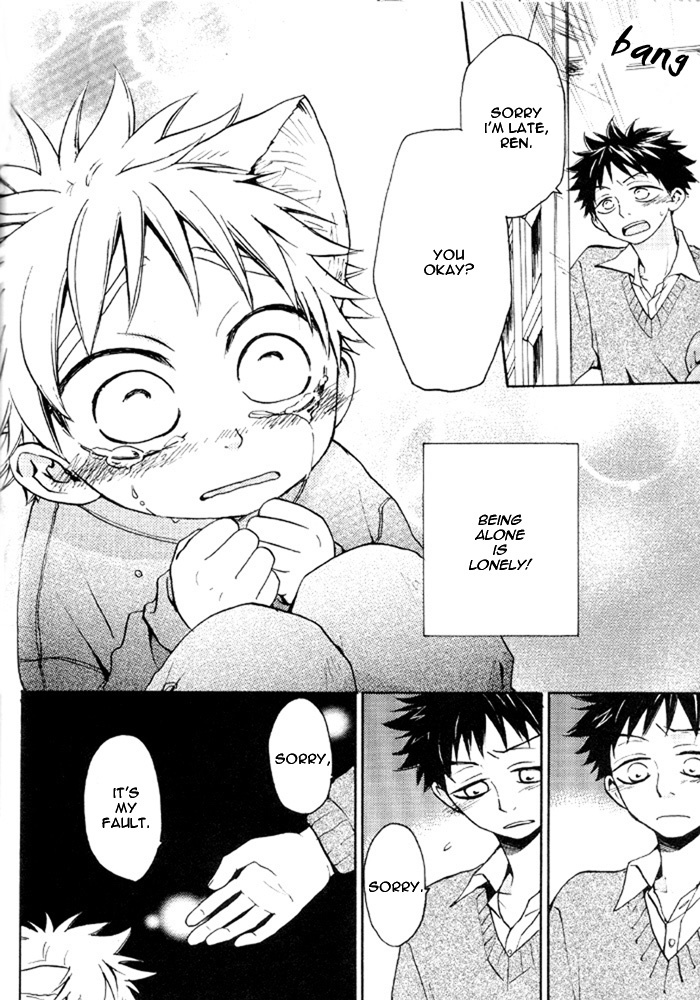 bang
SORRY
I'M LATE,
REN.
YOU
OKAY?
BEING
ALONE
IS
LONELY!
SORRY.
SORRY,
IT'S
MY
FAULT.